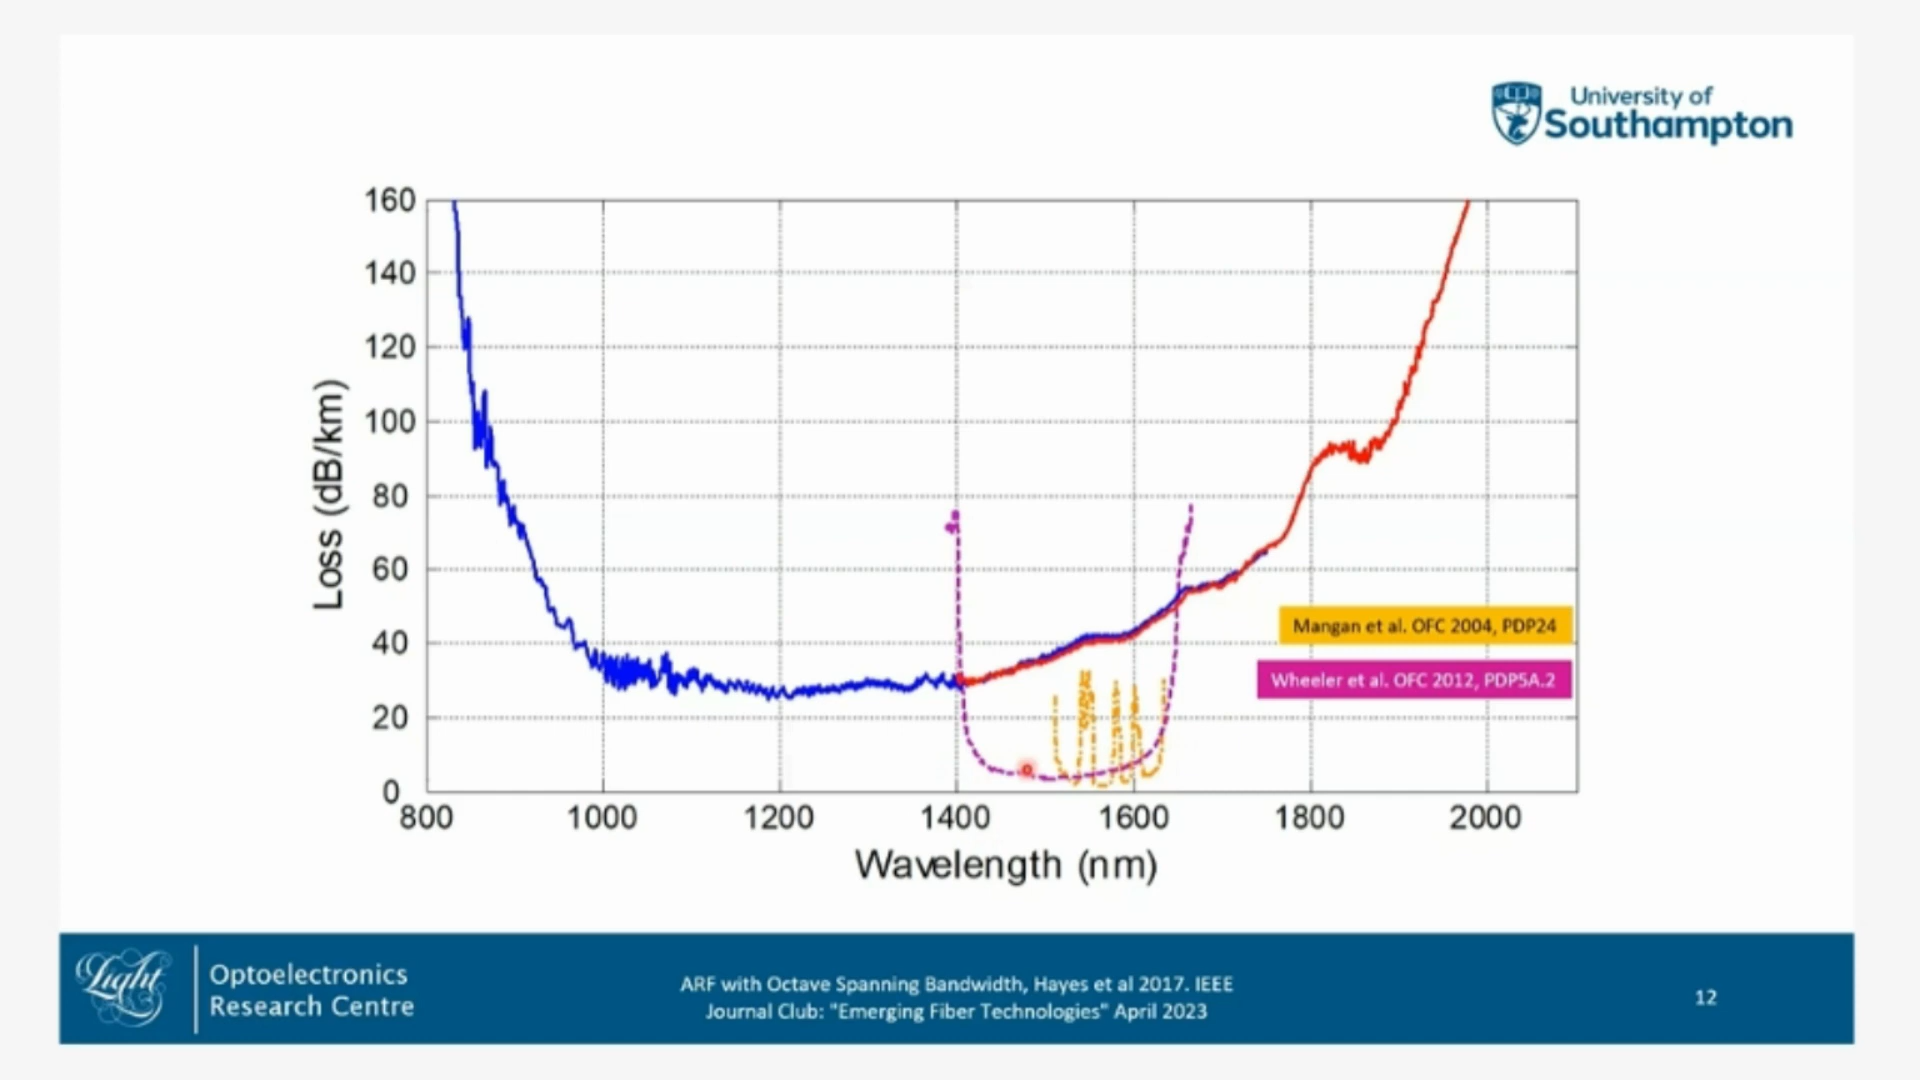 University of
Southampton
160
140
120
100
80
60
40
20
0
Loss (dB/km)
800 1000 1200 1400 1600 1800 2000
Wavelength (nm)
Mangan et al. OFC 2004, PDP24
Wheeler et al. OFC 2012, PDP5A.2
Light
Optoelectronics
Research Centre
ARF with Octave Spanning Bandwidth, Hayes et al 2017. IEEE
Journal Club: "Emerging Fiber Technologies" April 2023
12